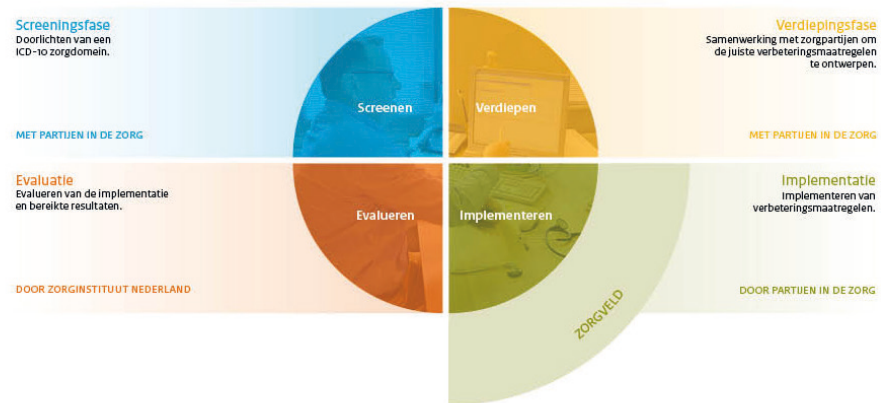 Screeningsfase
Doorlichten van een
ICD-10 zorgdomein.
MET PARTIJEN IN DE ZORG
Screenen
Verdiepen
Verdiepingsfase
Samenwerking met zorgpartijen om
de juiste verbeteringsmaatregelen
te ontwerpen.
MET PARTIJEN IN DE ZORG
Evaluatie
Evalueren van de implementatie
en bereikte resultaten.
DOOR ZORGINSTITUUT NEDERLAND
Evalueren
Implementeren
ZORGVELD
Implementatie
Implementeren van
verbeteringsmaatregelen.
DOOR PARTIJEN IN DE ZORG